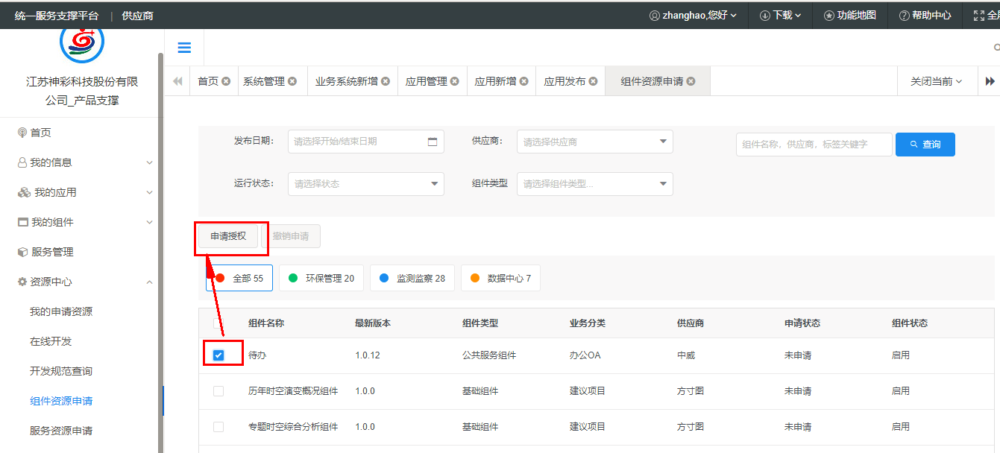 统一服务支撑平台 | 供应商 zhanghao,您好 下载 功能地图 帮助中心
江苏神彩科技股份有限
公司_产品支撑
首页
我的信息
我的应用
我的组件
服务管理
资源中心
我的申请资源
在线开发
开发规范查询
组件资源申请
服务资源申请
首页 系统管理 业务系统新增 应用管理 应用新增 应用发布 组件资源申请 关闭当前
发布日期: 请选择开始/结束日期 供应商: 请选择供应商 组件名称，供应商，标签关键字 查询
运行状态: 请选择状态 组件类型 请选择组件类型...
申请授权 撤销申请
全部 55 环保管理 20 监测监察 28 数据中心 7
组件名称 最新版本 组件类型 业务分类 供应商 申请状态 组件状态
待办 1.0.12 公共服务组件 办公OA 中威 未申请 启用
历年时空演变概况组件 1.0.0 基础组件 建议项目 方寸图 未申请 启用
专题时空综合分析组件 1.0.0 基础组件 建议项目 方寸图 未申请 启用